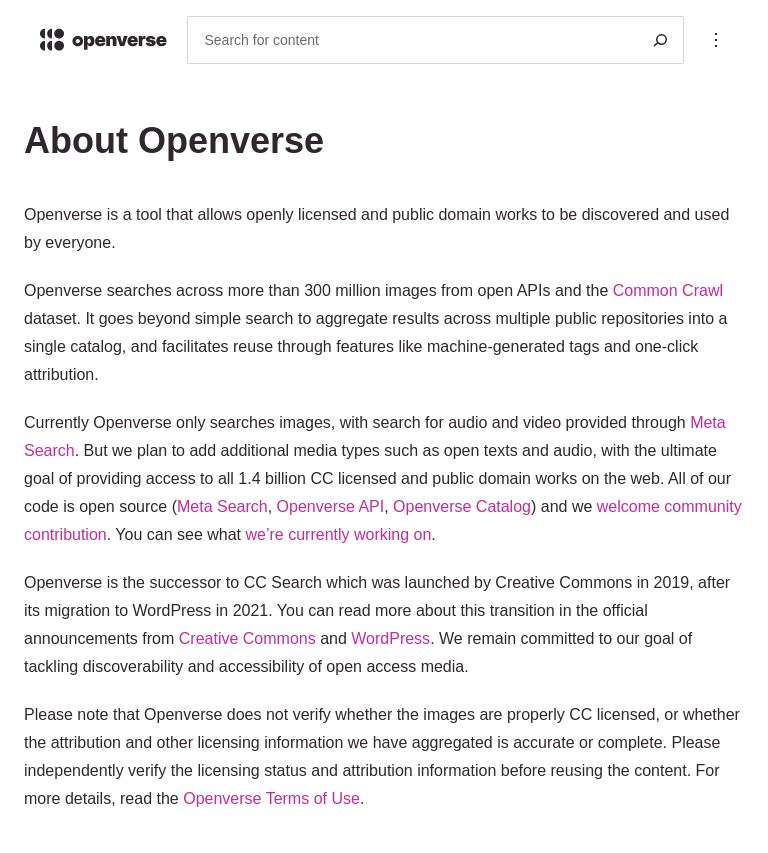 openverse
Search for content
About Openverse
Openverse is a tool that allows openly licensed and public domain works to be discovered and used
by everyone.
Openverse searches across more than 300 million images from open APIs and the Common Crawl
dataset. It goes beyond simple search to aggregate results across multiple public repositories into a
single catalog, and facilitates reuse through features like machine-generated tags and one-click
attribution.
Currently Openverse only searches images, with search for audio and video provided through Meta
Search. But we plan to add additional media types such as open texts and audio, with the ultimate
goal of providing access to all 1.4 billion CC licensed and public domain works on the web. All of our
code is open source (Meta Search, Openverse API, Openverse Catalog) and we welcome community
contribution. You can see what we’re currently working on.
Openverse is the successor to CC Search which was launched by Creative Commons in 2019, after
its migration to WordPress in 2021. You can read more about this transition in the official
announcements from Creative Commons and WordPress. We remain committed to our goal of
tackling discoverability and accessibility of open access media.
Please note that Openverse does not verify whether the images are properly CC licensed, or whether
the attribution and other licensing information we have aggregated is accurate or complete. Please
independently verify the licensing status and attribution information before reusing the content. For
more details, read the Openverse Terms of Use.